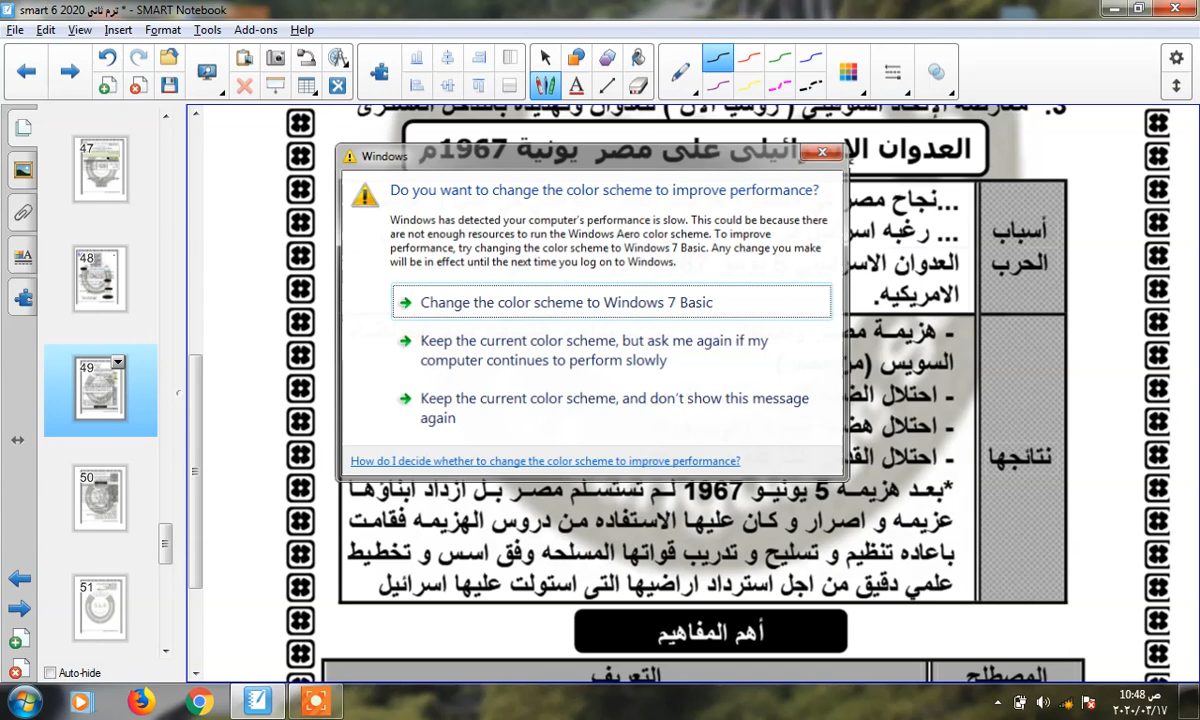 smart 6 2020 ترم ثانى * - SMART Notebook
File Edit View Insert Format Tools Add-ons Help
47
48
49
50
51
Auto-hide
العدوان الإ يلى على مصر يونية 1967م
أسباب
الحرب
...نجاح
... رغبه
العدوان
الامريكيه.
نتائجها
- هزيمة
السويس
- احتلال
- احتلال
- احتلال
*بعد هزيمة 5 يونيو 1967 لم تستسلم مصر بل ازداد ابناؤها
عزيمه و اصرار و كان عليها الاستفاده من دروس الهزيمه فقامت
باعاده تنظيم و تسليح و تدريب قواتها المسلحه وفق اسس و تخطيط
علمي دقيق من اجل استرداد اراضيها التى استولت عليها اسرائيل
أهم المفاهيم
المصطلح التعريف
Windows
Do you want to change the color scheme to improve performance?
Windows has detected your computer's performance is slow. This could be because there
are not enough resources to run the Windows Aero color scheme. To improve
performance, try changing the color scheme to Windows 7 Basic. Any change you make
will be in effect until the next time you log on to Windows.
Change the color scheme to Windows 7 Basic
Keep the current color scheme, but ask me again if my
computer continues to perform slowly
Keep the current color scheme, and don't show this message
again
How do I decide whether to change the color scheme to improve performance?
10:48 ص
٢٠٢٠/٠٣/١٧